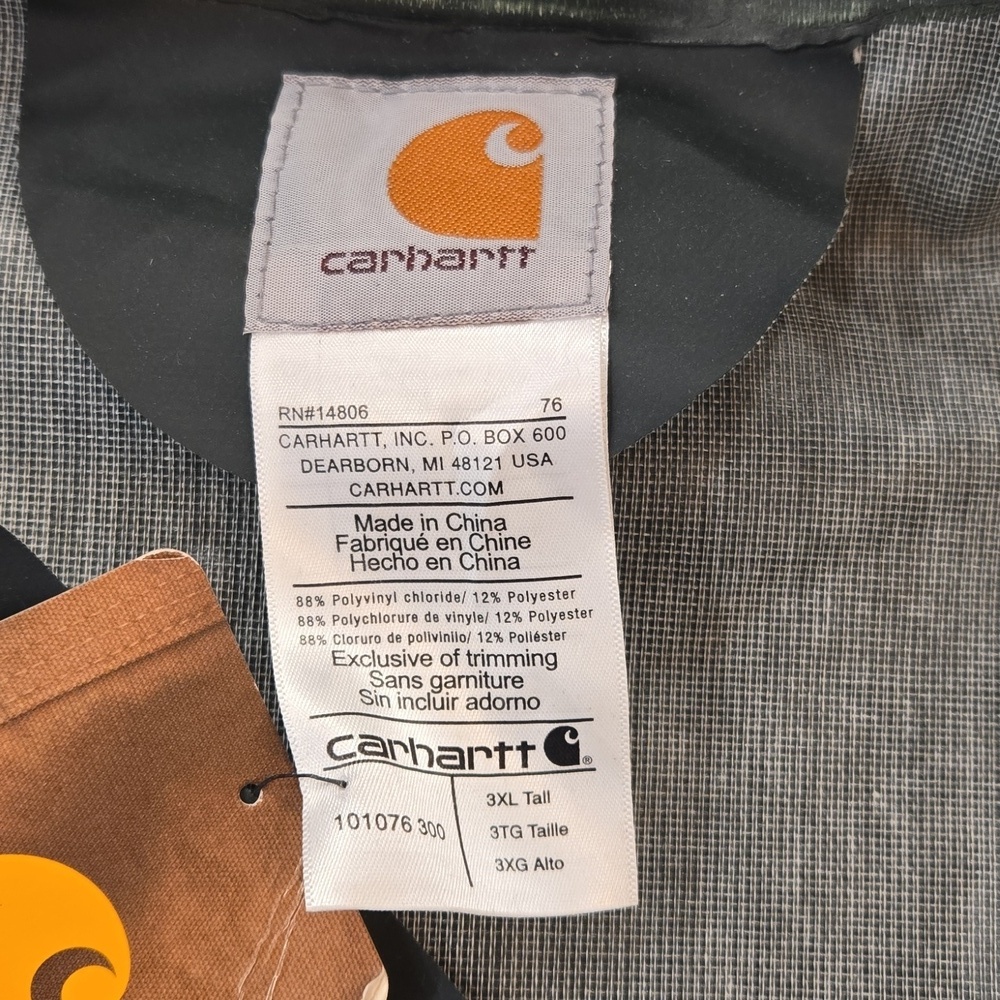 carhartt
RN#14806 76
CARHARTT, INC. P.O. BOX 600
DEARBORN, MI 48121 USA
CARHARTT.COM
Made in China
Fabriqué en Chine
Hecho en China
88% Polyvinyl chloride/ 12% Polyester
88% Polychlorure de vinyle/ 12% Polyester
88% Cloruro de polivinilo/ 12% Poliéster
Exclusive of trimming
Sans garniture
Sin incluir adorno
carhartt ®
101076 300
3XL Tall
3TG Taille
3XG Alto